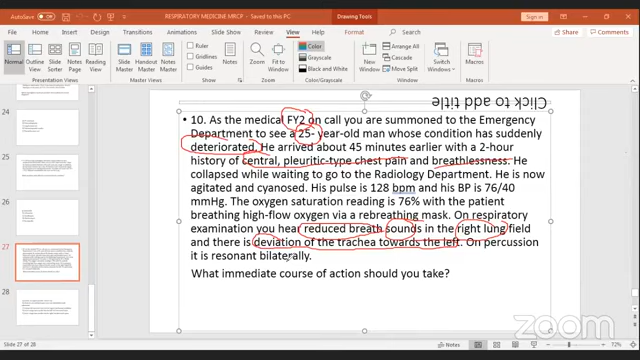 AutoSave Off
RESPIRATORY MEDICINE MRCP - Saved to this PC
Drawing Tools
Sign in
File Home Insert Design Transitions Animations Slide Show Review View Help Format
Share Comments
Normal Outline View Slide Sorter Notes Page Reading View
Presentation Views
Slide Master Handout Master Notes Master
Master Views
Ruler
Gridlines
Guides
Show
Notes
Zoom Fit to Window
Zoom
Color
Grayscale
Black and White
Color/Grayscale
New Window
Arrange All
Cascade
Move Split
Window
Switch Windows
Macros
Macros
24
25
26
27
28
Click to add title
• 10. As the medical FY2 on call you are summoned to the Emergency
Department to see a 25-year-old man whose condition has suddenly
deteriorated. He arrived about 45 minutes earlier with a 2-hour
history of central, pleuritic-type chest pain and breathlessness. He
collapsed while waiting to go to the Radiology Department. He is now
agitated and cyanosed. His pulse is 128 bpm and his BP is 76/40
mmHg. The oxygen saturation reading is 76% with the patient
breathing high-flow oxygen via a rebreathing mask. On respiratory
examination you hear reduced breath sounds in the right lung field
and there is deviation of the trachea towards the left. On percussion
it is resonant bilaterally.
What immediate course of action should you take?
Slide 27 of 28
Notes
72%
zoom